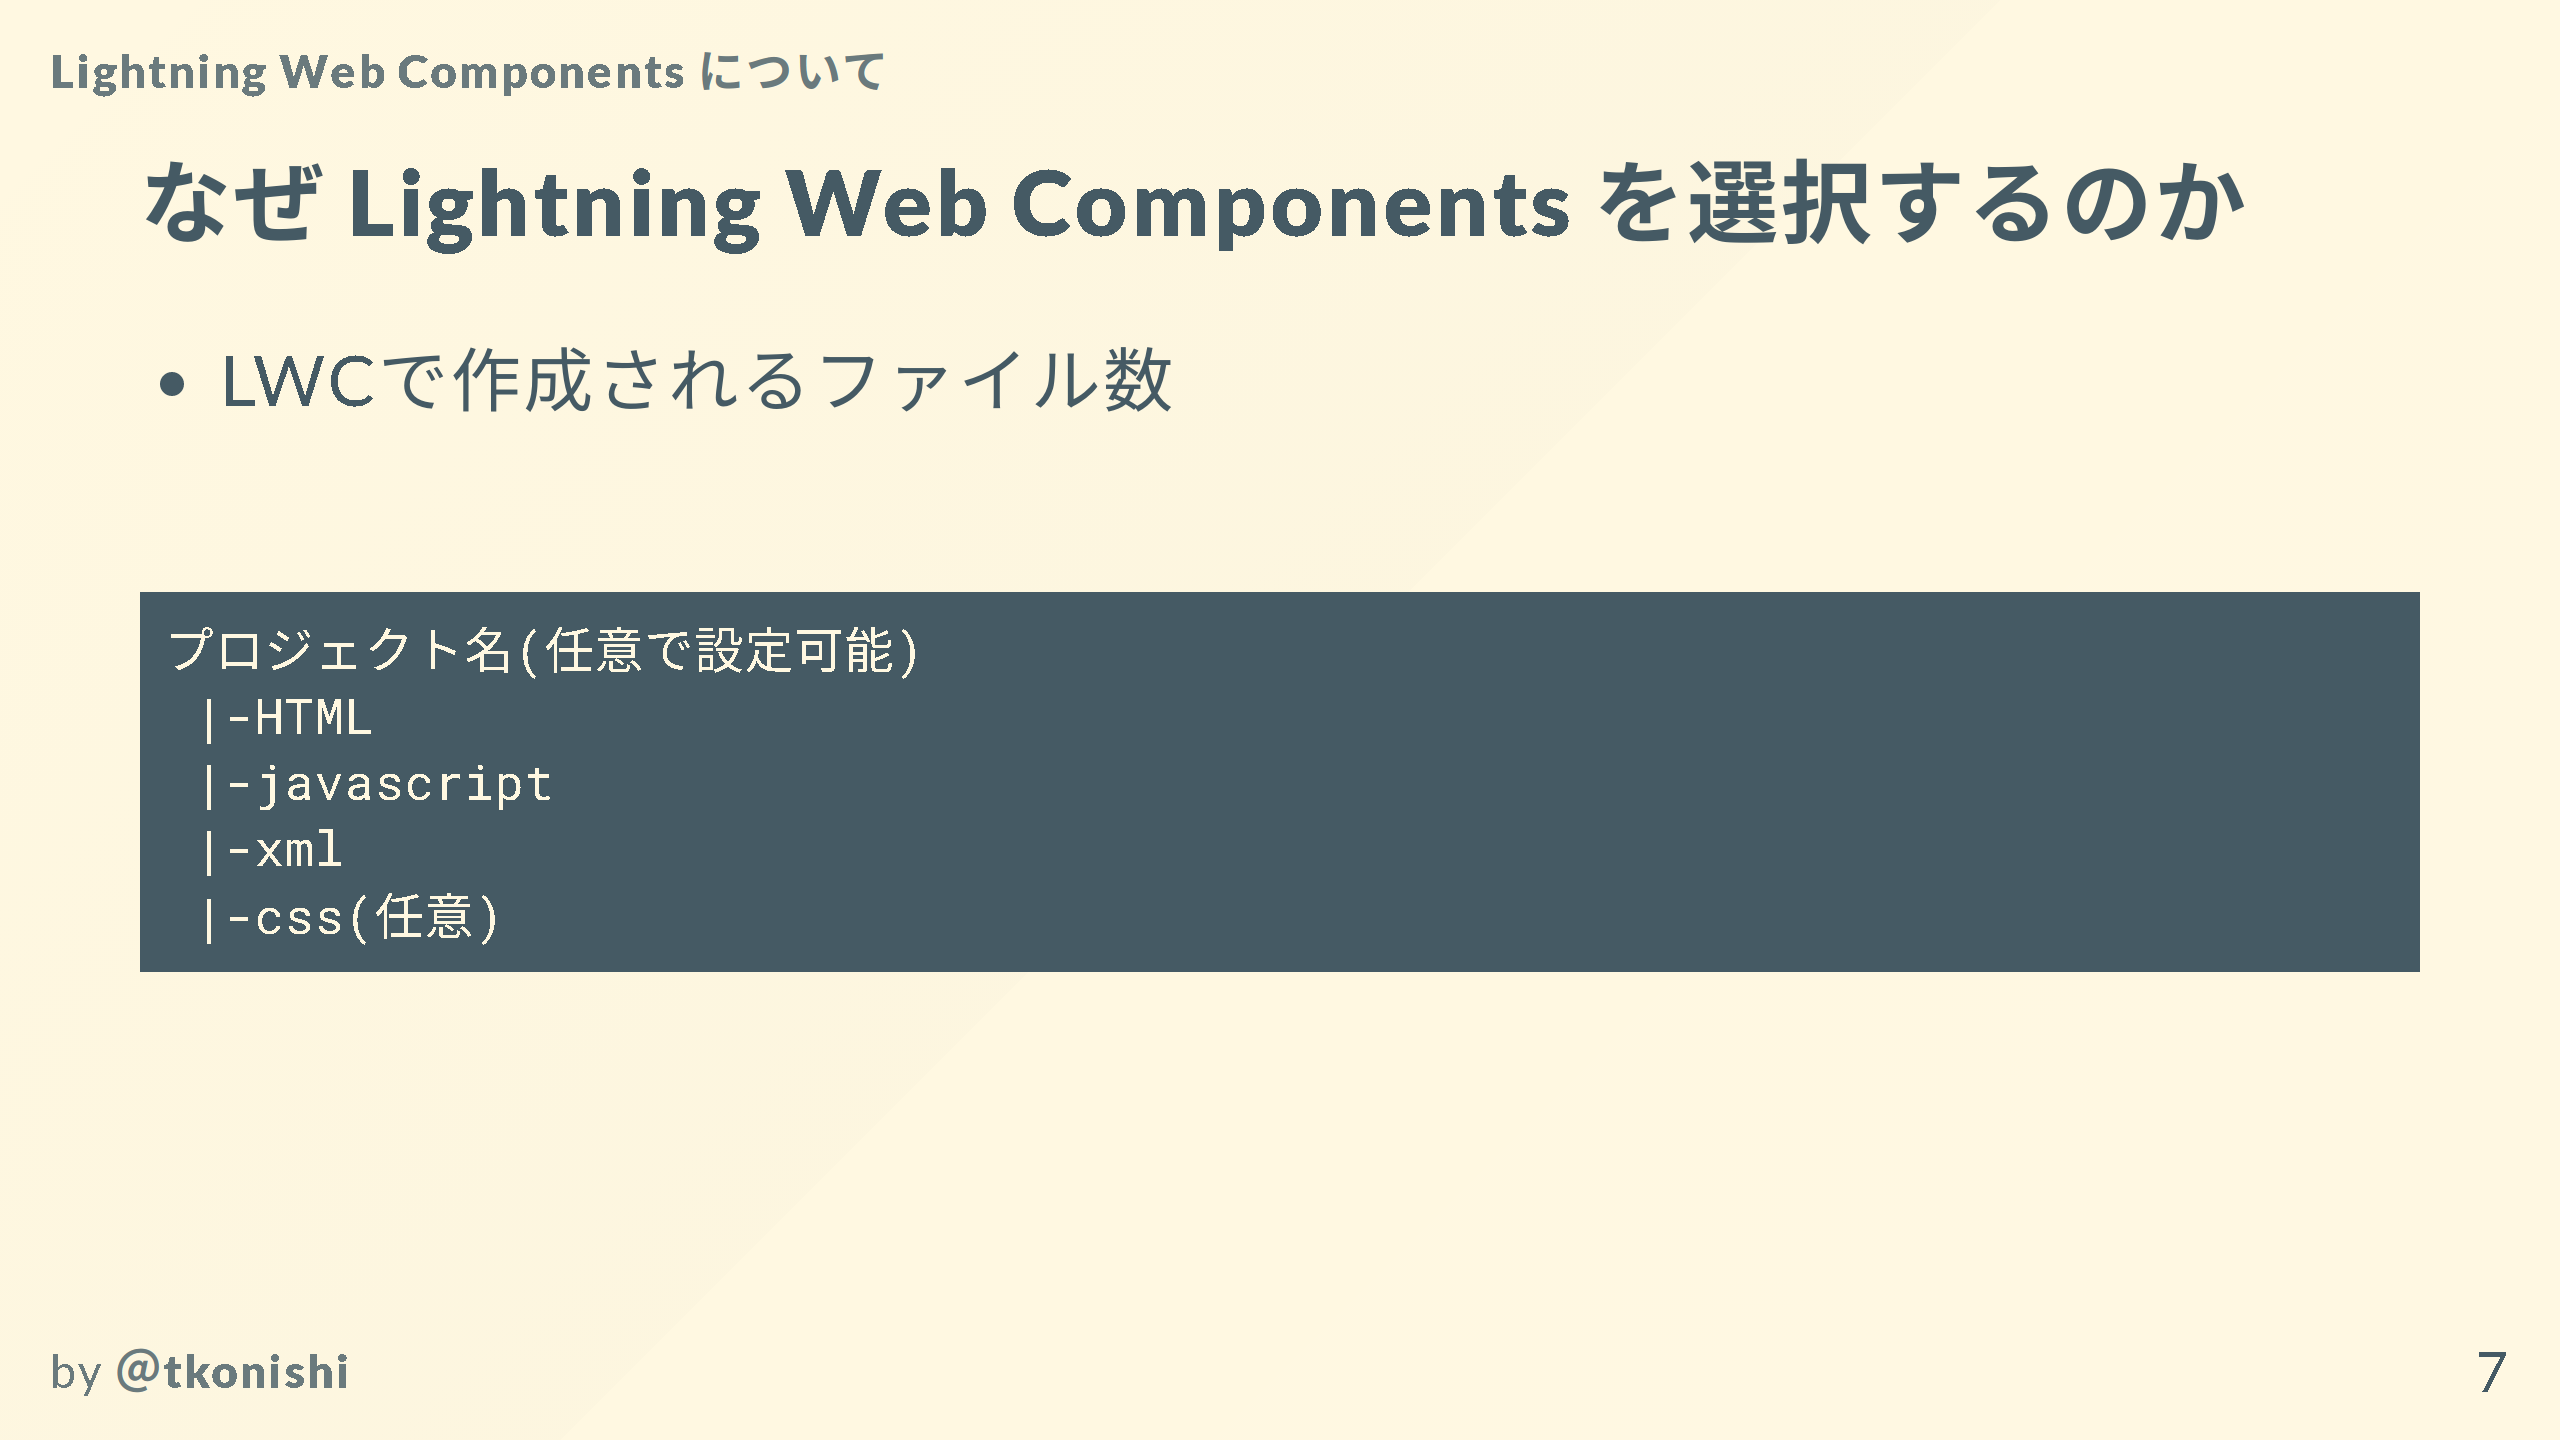 Lightning Web Components について
なぜ Lightning Web Components を選択するのか
• LWCで作成されるファイル数
プロジェクト名(任意で設定可能)
|-HTML
|-javascript
|-xml
|-css(任意)
by @tkonishi
7